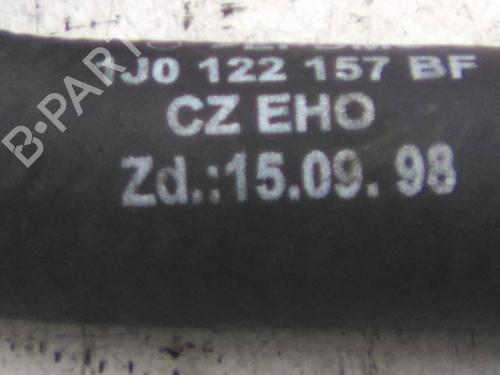 1J0 122 157 BF
CZ EHO
Zd.:15.09.98
B-PARTS